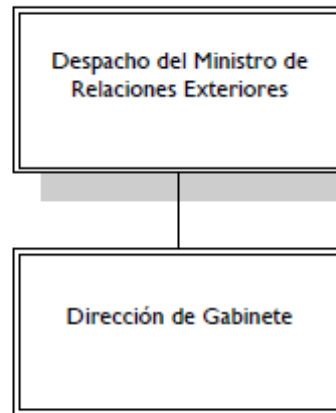 Despacho del Ministro de
Relaciones Exteriores
Dirección de Gabinete